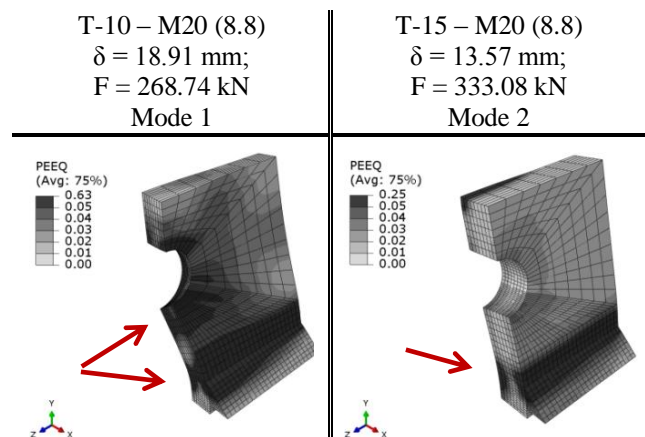 T-10 – M20 (8.8)
δ = 18.91 mm;
F = 268.74 kN
Mode 1
T-15 – M20 (8.8)
δ = 13.57 mm;
F = 333.08 kN
Mode 2
PEEQ
(Avg: 75%)
0.63
0.05
0.04
0.03
0.02
0.01
0.00
Y
Z
X
PEEQ
(Avg: 75%)
0.25
0.05
0.04
0.03
0.02
0.01
0.00
Y
Z
X